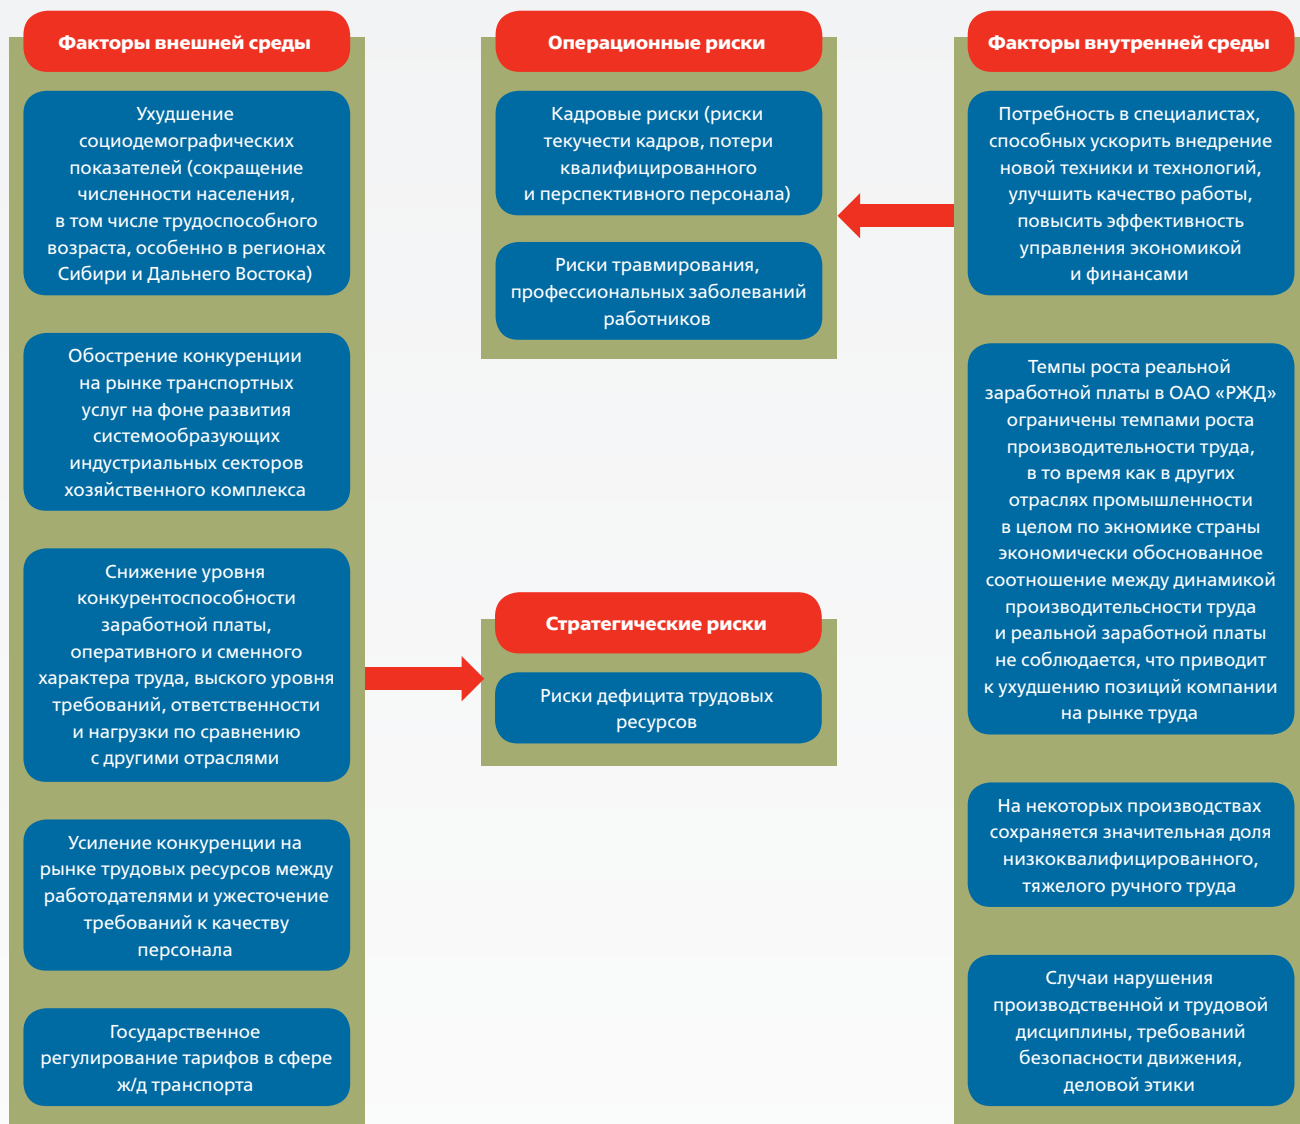 Факторы внешней среды
Ухудшение
социодемографических
показателей (сокращение
численности населения,
в том числе трудоспособного
возраста, особенно в регионах
Сибири и Дальнего Востока)
Обострение конкуренции
на рынке транспортных
услуг на фоне развития
системообразующих
индустриальных секторов
хозяйственного комплекса
Снижение уровня
конкурентоспособности
заработной платы,
оперативного и сменного
характера труда, выского уровня
требований, ответственности
и нагрузки по сравнению
с другими отраслями
Усиление конкуренции на
рынке трудовых ресурсов между
работодателями и ужесточение
требований к качеству
персонала
Государственное
регулирование тарифов в сфере
ж/д транспорта
Операционные риски
Кадровые риски (риски
текучести кадров, потери
квалифицированного
и перспективного персонала)
Риски травмирования,
профессиональных заболеваний
работников
Стратегические риски
Риски дефицита трудовых
ресурсов
Факторы внутренней среды
Потребность в специалистах,
способных ускорить внедрение
новой техники и технологий,
улучшить качество работы,
повысить эффективность
управления экономикой
и финансами
Темпы роста реальной
заработной платы в ОАО «РЖД»
ограничены темпами роста
производительности труда,
в то время как в других
отраслях промышленности
в целом по экномике страны
экономически обоснованное
соотношение между динамикой
производительсности труда
и реальной заработной платы
не соблюдается, что приводит
к ухудшению позиций компании
на рынке труда
На некоторых производствах
сохраняется значительная доля
низкоквалифицированного,
тяжелого ручного труда
Случаи нарушения
производственной и трудовой
дисциплины, требований
безопасности движения,
деловой этики